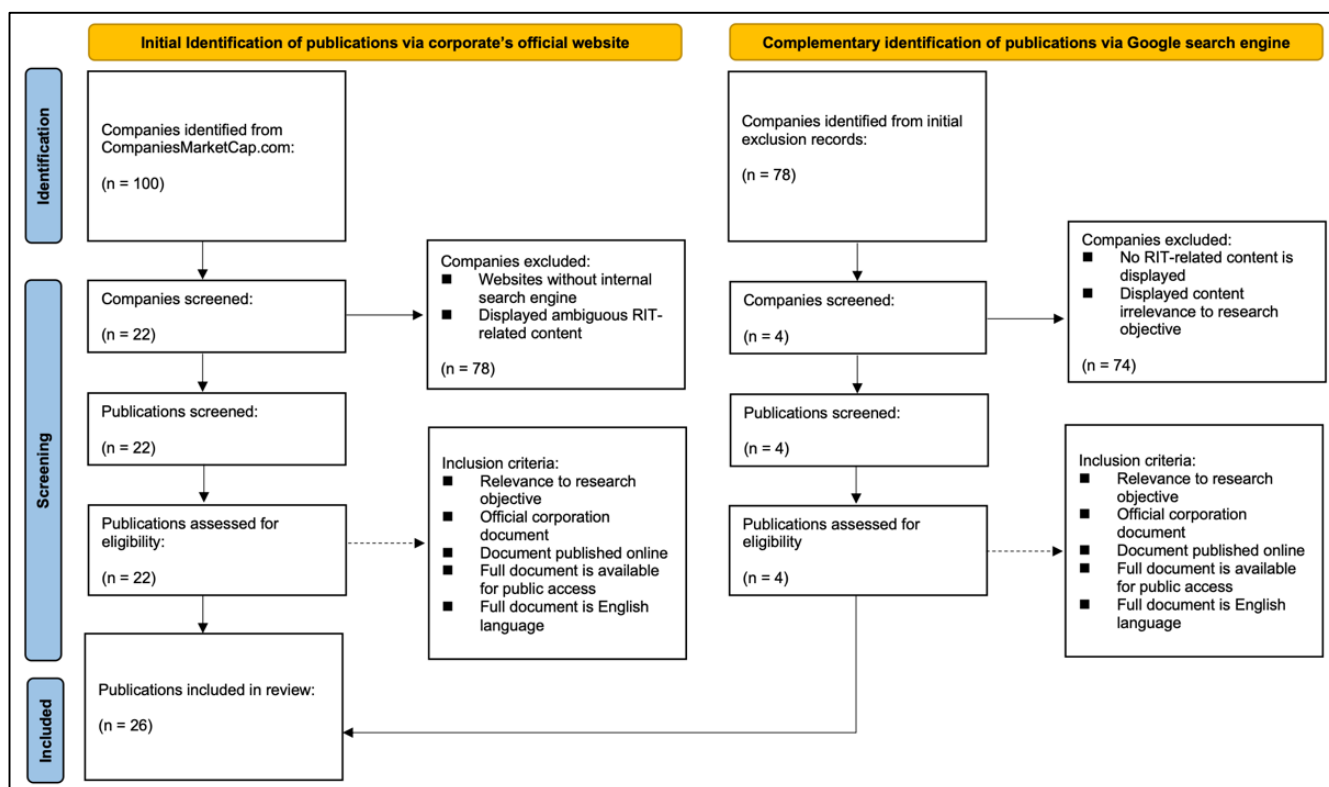 Initial Identification of publications via corporate's official website
Complementary identification of publications via Google search engine
Identification
Companies identified from
CompaniesMarketCap.com:
(n = 100)
Companies identified from initial
exclusion records:
(n = 78)
Screening
Companies screened:
(n = 22)
Companies excluded:
■ Websites without internal
search engine
■ Displayed ambiguous RIT-
related content
(n = 78)
Companies screened:
(n = 4)
Companies excluded:
■ No RIT-related content is
displayed
■ Displayed content
irrelevance to research
objective
(n = 74)
Publications screened:
(n = 22)
Publications screened:
(n = 4)
Publications assessed for
eligibility:
(n = 22)
Inclusion criteria:
■ Relevance to research
objective
■ Official corporation
document
■ Document published online
■ Full document is available
for public access
■ Full document is English
language
Publications assessed for
eligibility
(n = 4)
Inclusion criteria:
■ Relevance to research
objective
■ Official corporation
document
■ Document published online
■ Full document is available
for public access
■ Full document is English
language
Included
Publications included in review:
(n = 26)